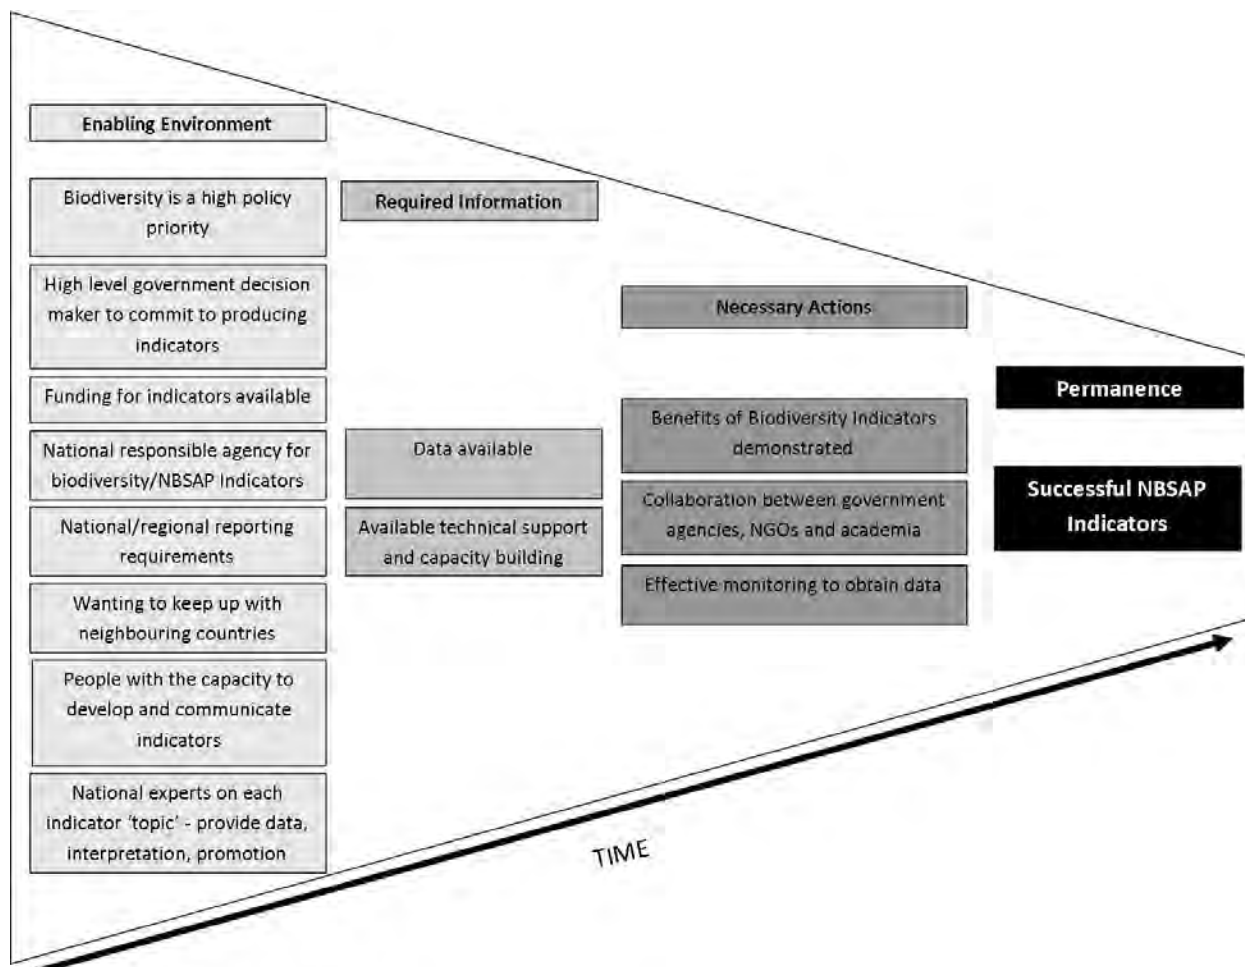 Enabling Environment
Biodiversity is a high policy
priority
High level government decision
maker to commit to producing
indicators
Funding for indicators available
National responsible agency for
biodiversity/NBSAP Indicators
National/regional reporting
requirements
Wanting to keep up with
neighbouring countries
People with the capacity to
develop and communicate
indicators
National experts on each
indicator ‘topic’ - provide data,
interpretation, promotion
Required Information
Data available
Available technical support
and capacity building
Necessary Actions
Benefits of Biodiversity Indicators
demonstrated
Collaboration between government
agencies, NGOs and academia
Effective monitoring to obtain data
Permanence
Successful NBSAP
Indicators
TIME